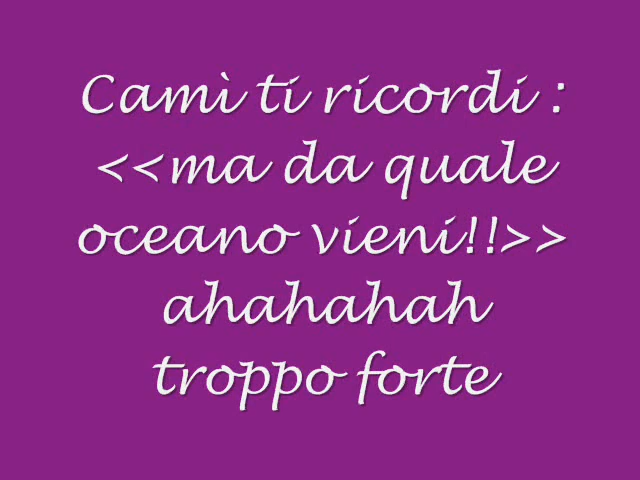 Camì ti ricordi :
<<ma da quale
oceano vieni!!>>
ahahahah
troppo forte